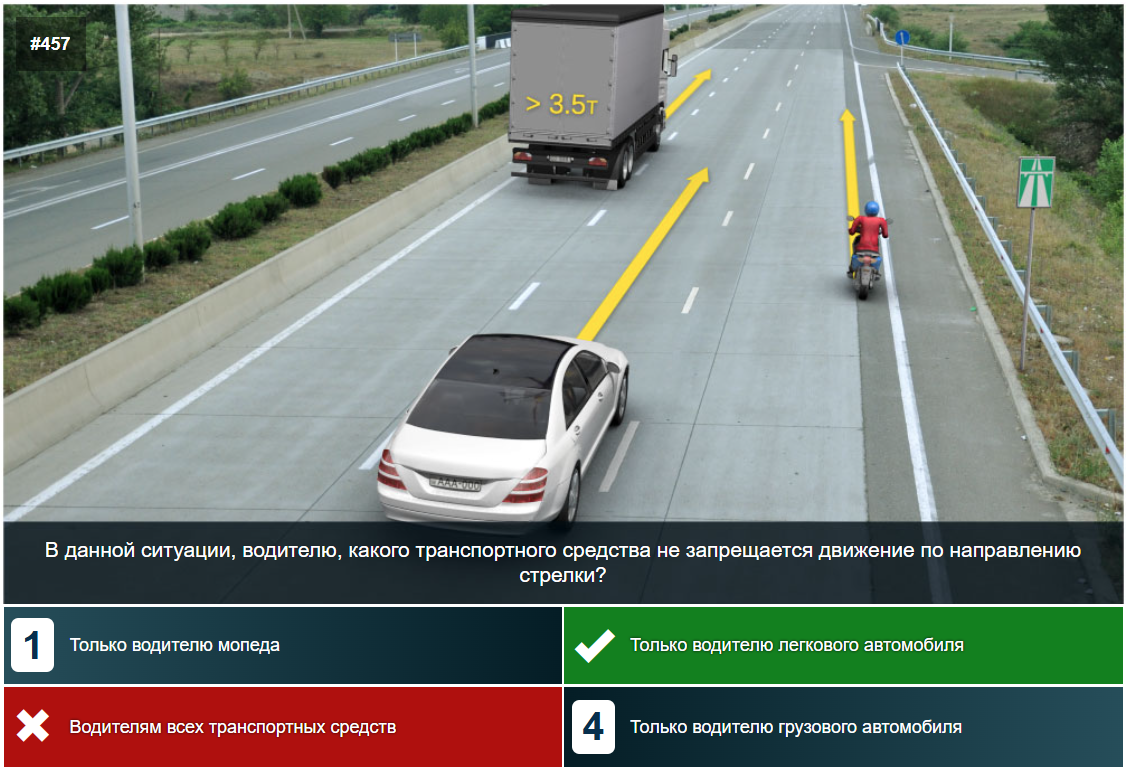 #457
> 3.5т
AAA-000
В данной ситуации, водителю, какого транспортного средства не запрещается движение по направлению
стрелки?
1
Только водителю мопеда
Только водителю легкового автомобиля
Водителям всех транспортных средств
4
Только водителю грузового автомобиля